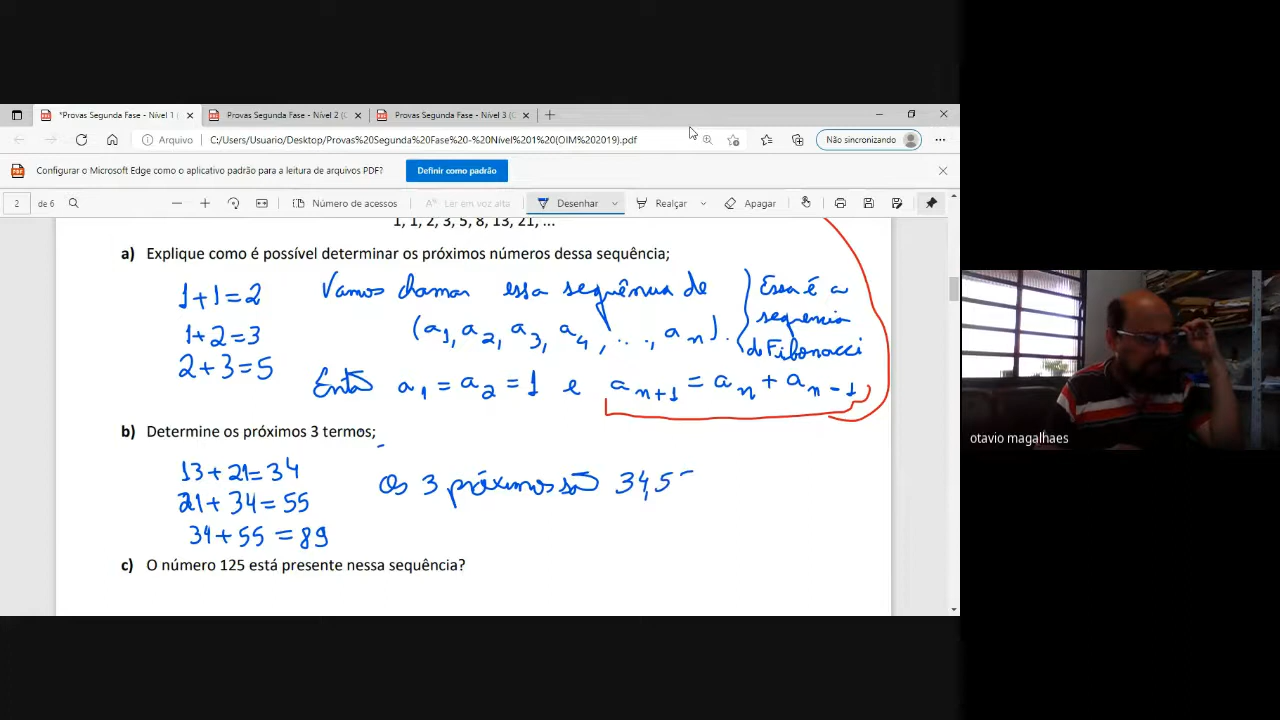 *Provas Segunda Fase - Nível 1 (
Provas Segunda Fase - Nível 2 (C
Provas Segunda Fase - Nível 3 (C
Arquivo
C:/Users/Usuario/Desktop/Provas%20Segunda%20Fase%20-%20Nível%201%20(OIM%202019).pdf
Não sincronizando
Configurar o Microsoft Edge como o aplicativo padrão para a leitura de arquivos PDF?
Definir como padrão
2 de 6
Número de acessos
Ler em voz alta
Desenhar
Realçar
Apagar
1, 1, 2, 3, 5, 8, 13, 21, ...
a) Explique como é possível determinar os próximos números dessa sequência;
1+1=2
1+2=3
2+3=5
Vamos chamar essa sequência de
(a1, a2, a3, a4, ..., an).
Essa é a
sequencia
de Fibonacci
Então a1 = a2 = 1 e an+1 = an + an-1
b) Determine os próximos 3 termos;
13+21=34
21+34=55
34+55=89
Os 3 próximos são 34,5
c) O número 125 está presente nessa sequência?
otavio magalhaes